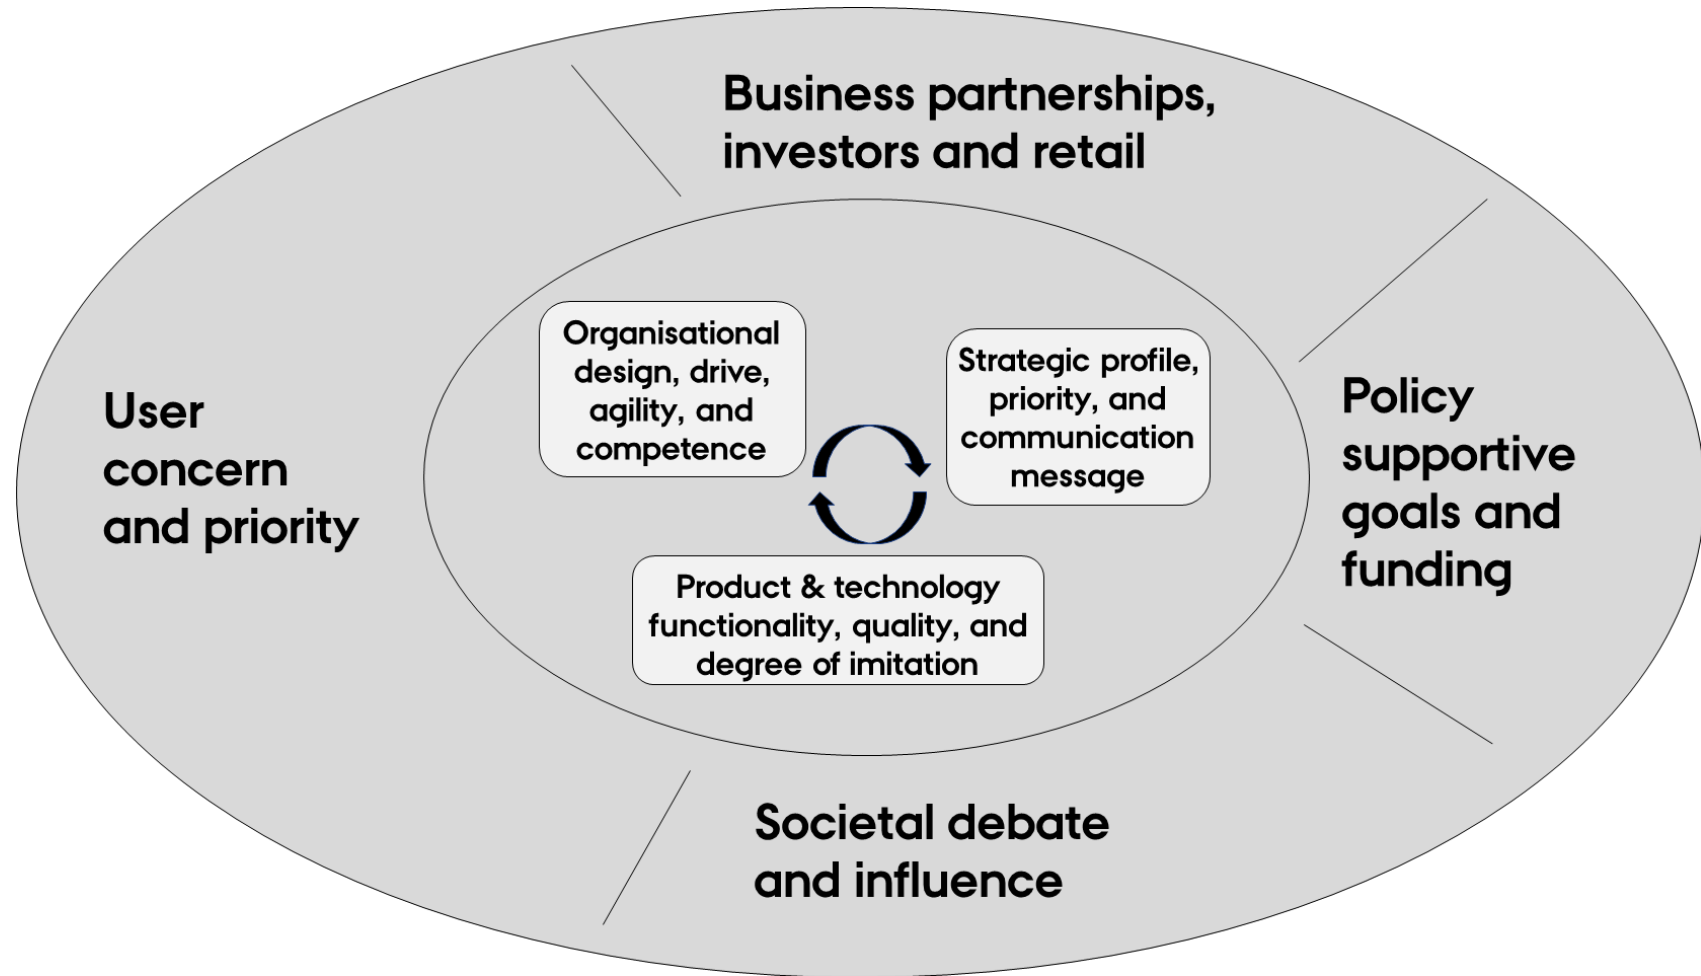 Business partnerships,
investors and retail
User
concern
and priority
Organisational
design, drive,
agility, and
competence
Strategic profile,
priority, and
communication
message
Product & technology
functionality, quality, and
degree of imitation
Policy
supportive
goals and
funding
Societal debate
and influence